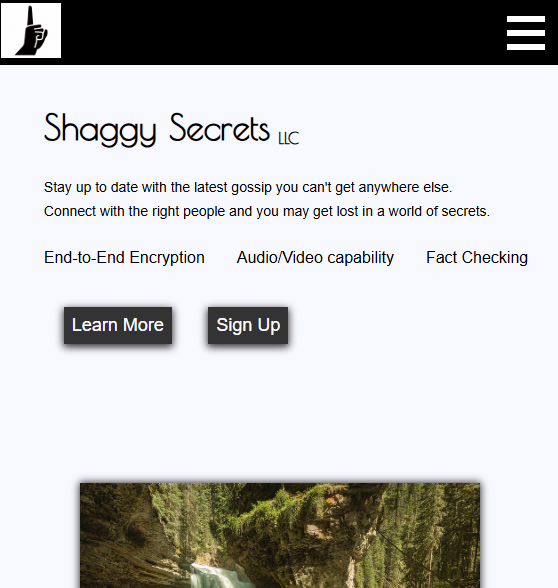 Shaggy Secrets LLC
Stay up to date with the latest gossip you can't get anywhere else.
Connect with the right people and you may get lost in a world of secrets.
End-to-End Encryption Audio/Video capability Fact Checking
Learn More Sign Up